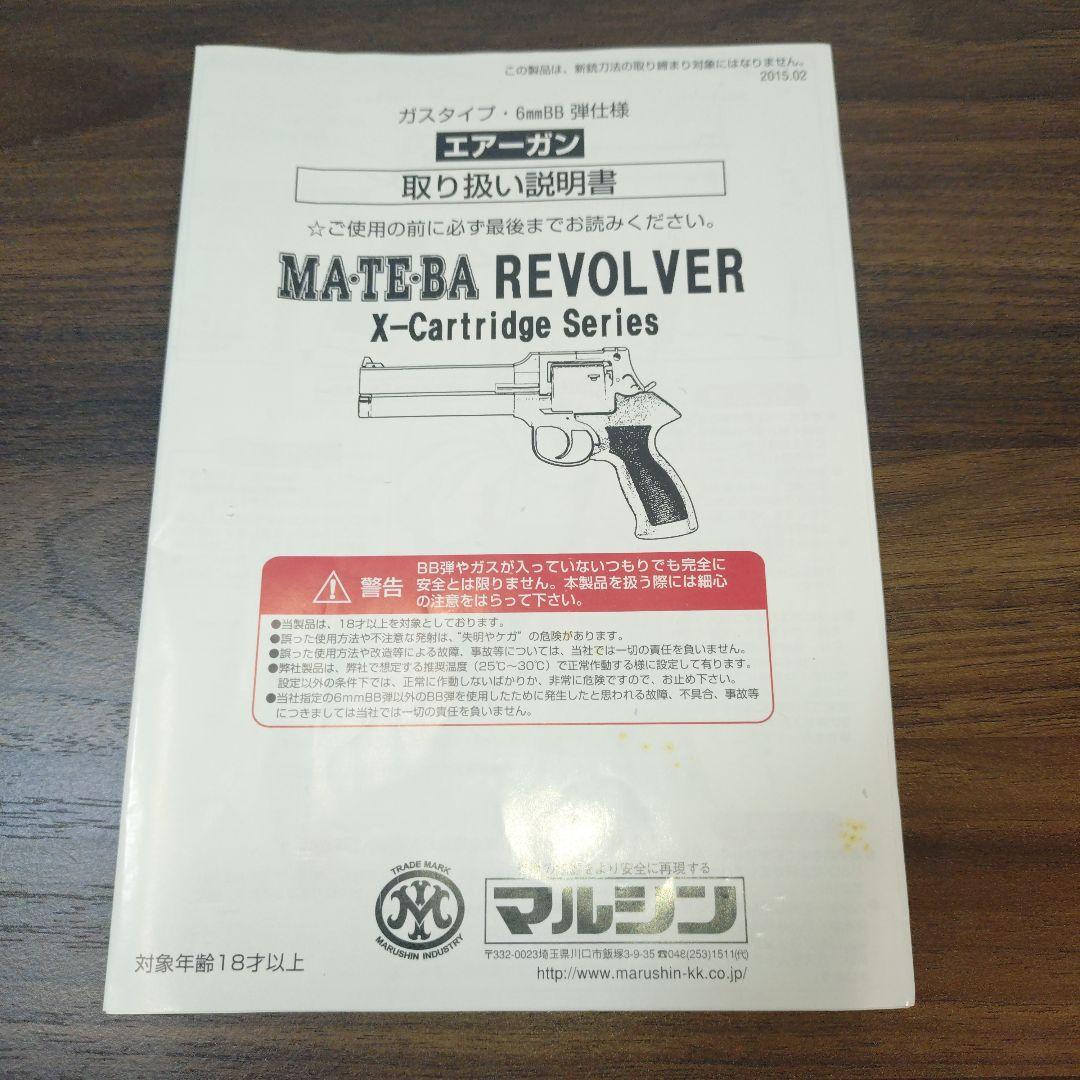 この製品は、新銃刀法の取り締まり対象にはなりません。
2015.02
ガスタイプ・6mmBB 弾仕様
エアーガン
取り扱い説明書
☆ご使用の前に必ず最後までお読みください。
MA・TE・BA REVOLVER
X-Cartridge Series
警告
BB弾やガスが入っていないつもりでも完全に
安全とは限りません。本製品を扱う際には細心
の注意をはらって下さい。
●当製品は、18才以上を対象としております。
●誤った使用方法や不注意な発射は、“失明やケガ”の危険があります。
●誤った使用方法や改造等による故障、事故等については、当社では一切の責任を負いません。
●弊社製品は、弊社で想定する推奨温度（25℃〜30℃）で正常作動する様に設定して有ります。
設定以外の条件下では、正常に作動しないばかりか、非常に危険ですので、お止め下さい。
●当社指定の6mmBB弾以外のBB弾を使用したために発生したと思われる故障、不具合、事故等
につきましては当社では一切の責任を負いません。
TRADE MARK
MARUSHIN INDUSTRY
より安全に再現する
マルシン
〒332-0023埼玉県川口市飯塚3-9-35 ☎048(253)1511(代)
http://www.marushin-kk.co.jp/
対象年齢18才以上